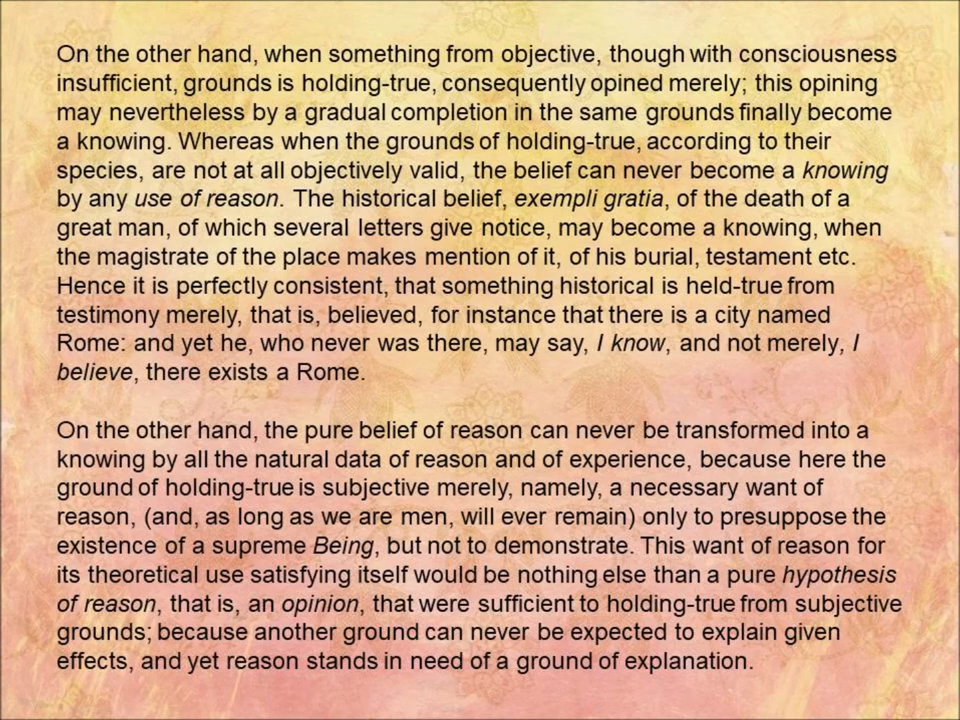 On the other hand, when something from objective, though with consciousness
insufficient, grounds is holding-true, consequently opined merely; this opining
may nevertheless by a gradual completion in the same grounds finally become
a knowing. Whereas when the grounds of holding-true, according to their
species, are not at all objectively valid, the belief can never become a knowing
by any use of reason. The historical belief, exempli gratia, of the death of a
great man, of which several letters give notice, may become a knowing, when
the magistrate of the place makes mention of it, of his burial, testament etc.
Hence it is perfectly consistent, that something historical is held-true from
testimony merely, that is, believed, for instance that there is a city named
Rome: and yet he, who never was there, may say, I know, and not merely, I
believe, there exists a Rome.
On the other hand, the pure belief of reason can never be transformed into a
knowing by all the natural data of reason and of experience, because here the
ground of holding-true is subjective merely, namely, a necessary want of
reason, (and, as long as we are men, will ever remain) only to presuppose the
existence of a supreme Being, but not to demonstrate. This want of reason for
its theoretical use satisfying itself would be nothing else than a pure hypothesis
of reason, that is, an opinion, that were sufficient to holding-true from subjective
grounds; because another ground can never be expected to explain given
effects, and yet reason stands in need of a ground of explanation.